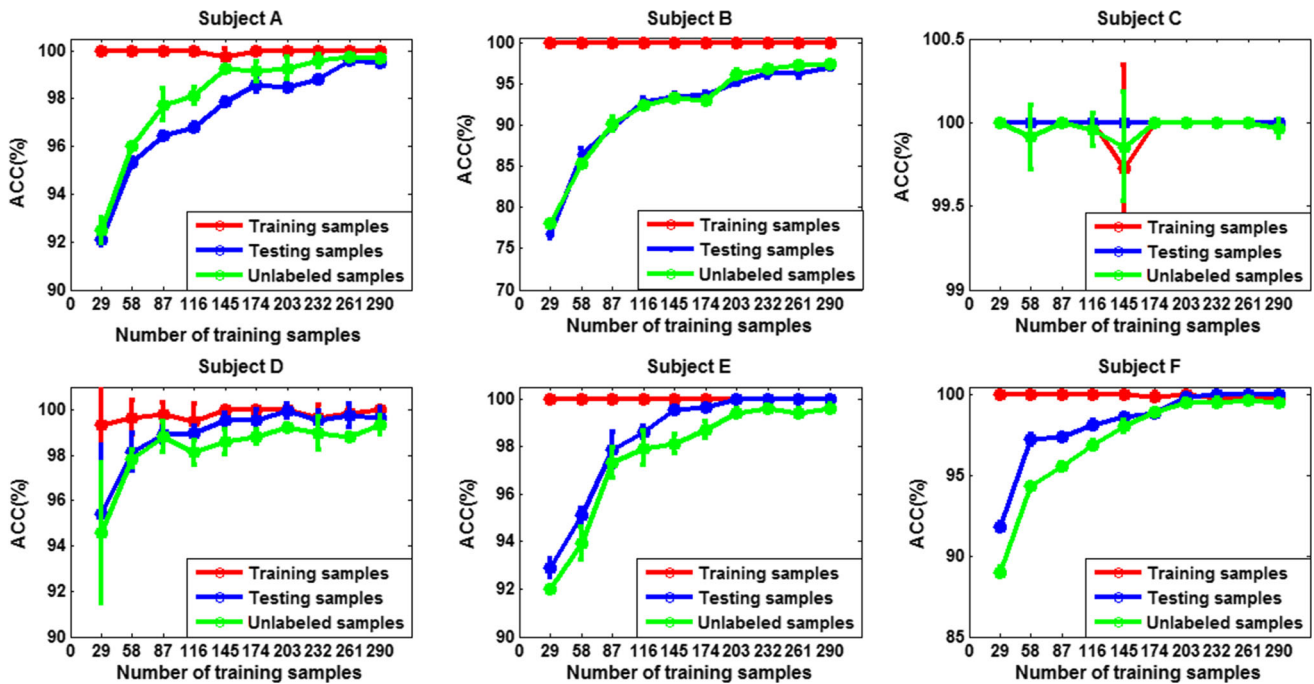 Subject A
ACC(%)
100
98
96
94
92
90
0 29 58 87 116 145 174 203 232 261 290
Number of training samples
Training samples
Testing samples
Unlabeled samples
Subject B
ACC(%)
100
95
90
85
80
75
70
0 29 58 87 116 145 174 203 232 261 290
Number of training samples
Training samples
Testing samples
Unlabeled samples
Subject C
ACC(%)
100.5
100
99.5
99
0 29 58 87 116 145 174 203 232 261 290
Number of training samples
Training samples
Testing samples
Unlabeled samples
Subject D
ACC(%)
100
98
96
94
92
90
0 29 58 87 116 145 174 203 232 261 290
Number of training samples
Training samples
Testing samples
Unlabeled samples
Subject E
ACC(%)
100
98
96
94
92
90
0 29 58 87 116 145 174 203 232 261 290
Number of training samples
Training samples
Testing samples
Unlabeled samples
Subject F
ACC(%)
100
95
90
85
0 29 58 87 116 145 174 203 232 261 290
Number of training samples
Training samples
Testing samples
Unlabeled samples